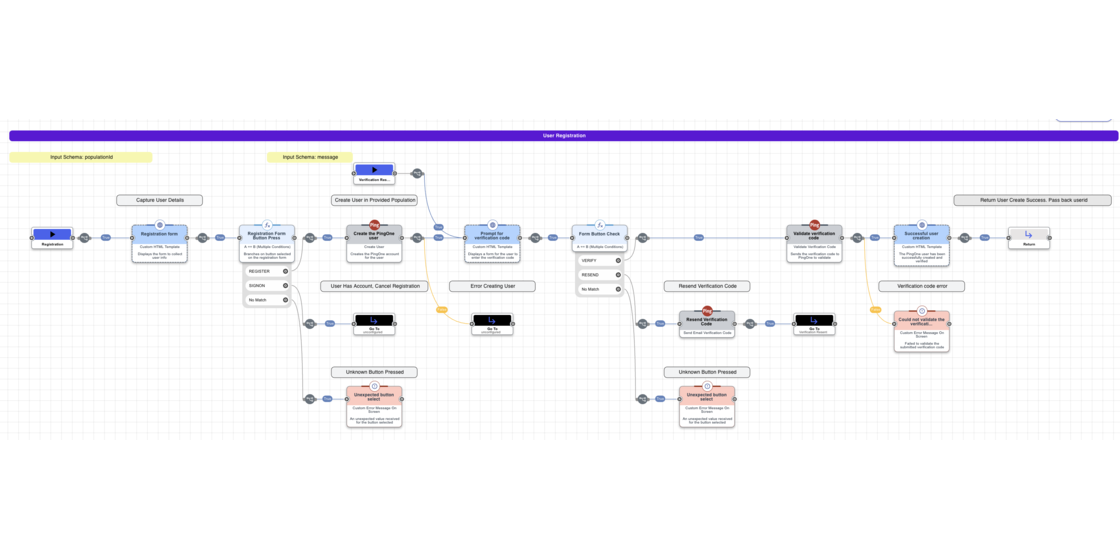 User Registration
Input Schema: populationId
Input Schema: message
Verification Res...
Capture User Details
Create User in Provided Population
Return User Create Success. Pass back userid
Registration
Registration form
Custom HTML Template
Displays the form to collect
user info
Registration Form
Button Press
A == B (Multiple Conditions)
Branches on button selected
on the registration form
REGISTER
SIGNON
No Match
Create the PingOne
user
Create User
Creates the PingOne account
for the user
Prompt for
verification code
Custom HTML Template
Displays a form for the user
to enter the verification code
Form Button Check
A == B (Multiple Conditions)
VERIFY
RESEND
No Match
Validate verification
code
Validate Verification Code
Sends the verification code to
PingOne to validate
Successful user
creation
Custom HTML Template
The PingOne user has been
successfully created and
verified
Return
User Has Account. Cancel Registration
Error Creating User
Resend Verification Code
Verification code error
Go To
Go To
Resend Verification
Code
Send Email Verification Code
Go To
Could not validate the
verificati...
Custom Error Message On
Screen
Failed to validate the
submitted verification code
Unknown Button Pressed
Unknown Button Pressed
Unexpected button
select
Custom Error Message On
Screen
An unexpected value received
for the button selected
Unexpected button
select
Custom Error Message On
Screen
An unexpected value received
for the button selected